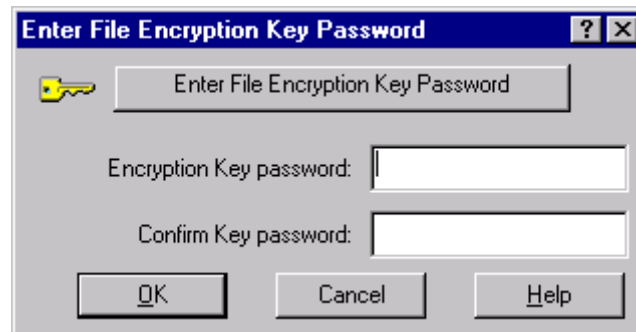 Enter File Encryption Key Password
Enter File Encryption Key Password
Encryption Key password:
Confirm Key password:
OK Cancel Help